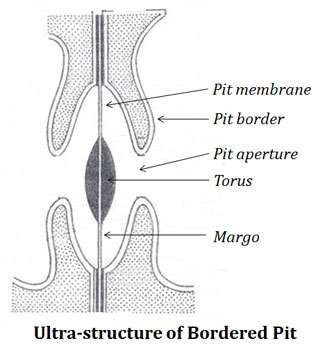 Pit membrane
Pit border
Pit aperture
Torus
Margo
Ultra-structure of Bordered Pit